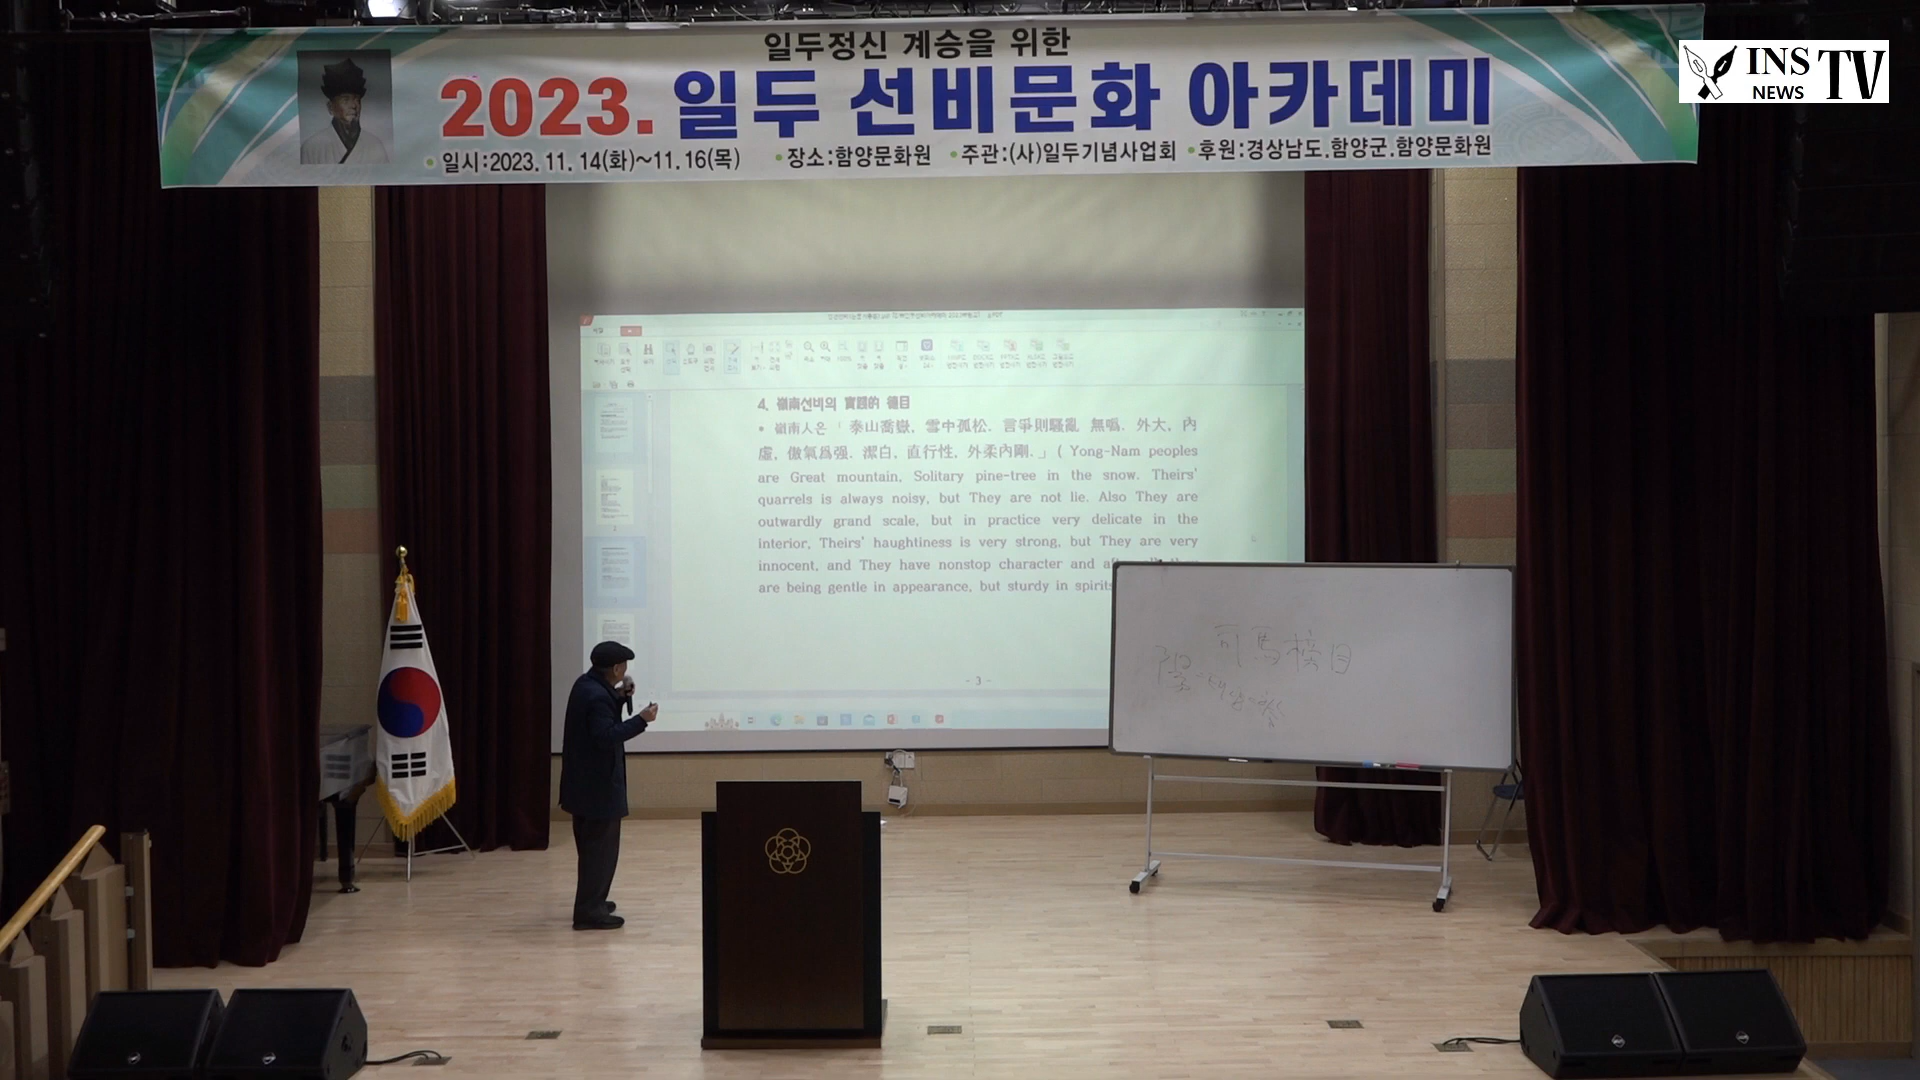 일두정신 계승을 위한
2023. 일두 선비문화 아카데미
• 일시:2023. 11. 14(화)~11. 16(목) • 장소:함양문화원 • 주관:(사)일두기념사업회 • 후원:경상남도.함양군.함양문화원
INS
NEWS
TV
4. 嶺南선비의 實踐的 德目
• 嶺南人은 「 泰山喬嶽, 雪中孤松. 言爭則騷亂 無嘔. 外大, 內
虛, 傲氣爲强. 潔白, 直行性, 外柔內剛.」 ( Yong-Nam peoples
are Great mountain, Solitary pine-tree in the snow. Theirs'
quarrels is always noisy, but They are not lie. Also They are
outwardly grand scale, but in practice very delicate in the
interior, Theirs' haughtiness is very strong, but They are very
innocent, and They have nonstop character and
are being gentle in appearance, but sturdy in spirits
- 3 -
司馬榜目